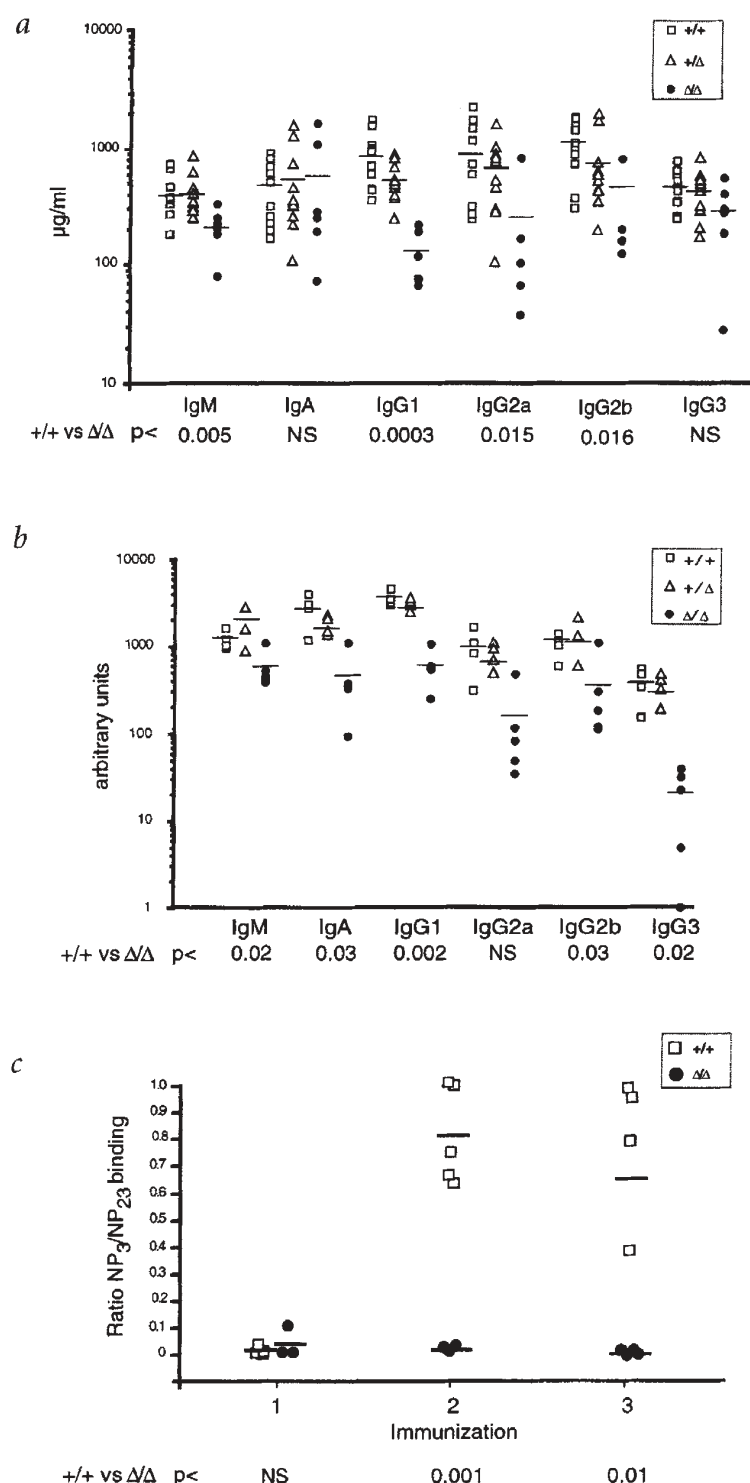 a
10000
1000
100
10
µg/ml
+/+
+/Δ
Δ/Δ
IgM IgA IgG1 IgG2a IgG2b IgG3
+/+ vs Δ/Δ p< 0.005 NS 0.0003 0.015 0.016 NS
b
10000
1000
100
10
1
arbitrary units
+/+
+/Δ
Δ/Δ
IgM IgA IgG1 IgG2a IgG2b IgG3
+/+ vs Δ/Δ p< 0.02 0.03 0.002 NS 0.03 0.02
c
+/+
Δ/Δ
1.0
0.9
0.8
0.7
0.6
0.5
0.4
0.3
0.2
0.1
0
Ratio NP3/NP23 binding
1 2 3
Immunization
+/+ vs Δ/Δ p< NS 0.001 0.01